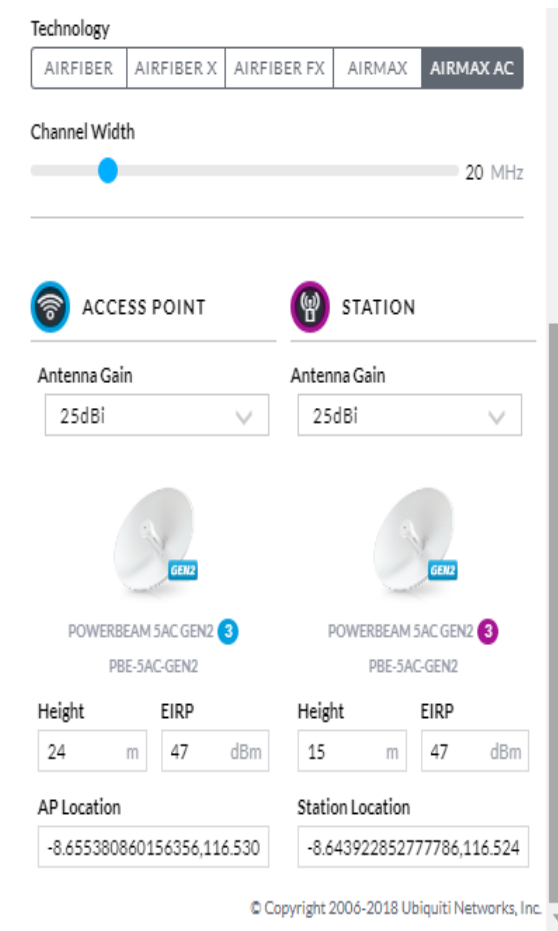 Technology
AIRFIBER AIRFIBER X AIRFIBER FX AIRMAX AIRMAX AC
Channel Width
20 MHz
ACCESS POINT STATION
Antenna Gain Antenna Gain
25dBi 25dBi
GEN2 GEN2
POWERBEAM 5AC GEN2 3 POWERBEAM 5AC GEN2 3
PBE-5AC-GEN2 PBE-5AC-GEN2
Height EIRP Height EIRP
24 m 47 dBm 15 m 47 dBm
AP Location Station Location
-8.655380860156356,116.530 -8.643922852777786,116.524
© Copyright 2006-2018 Ubiquiti Networks, Inc.